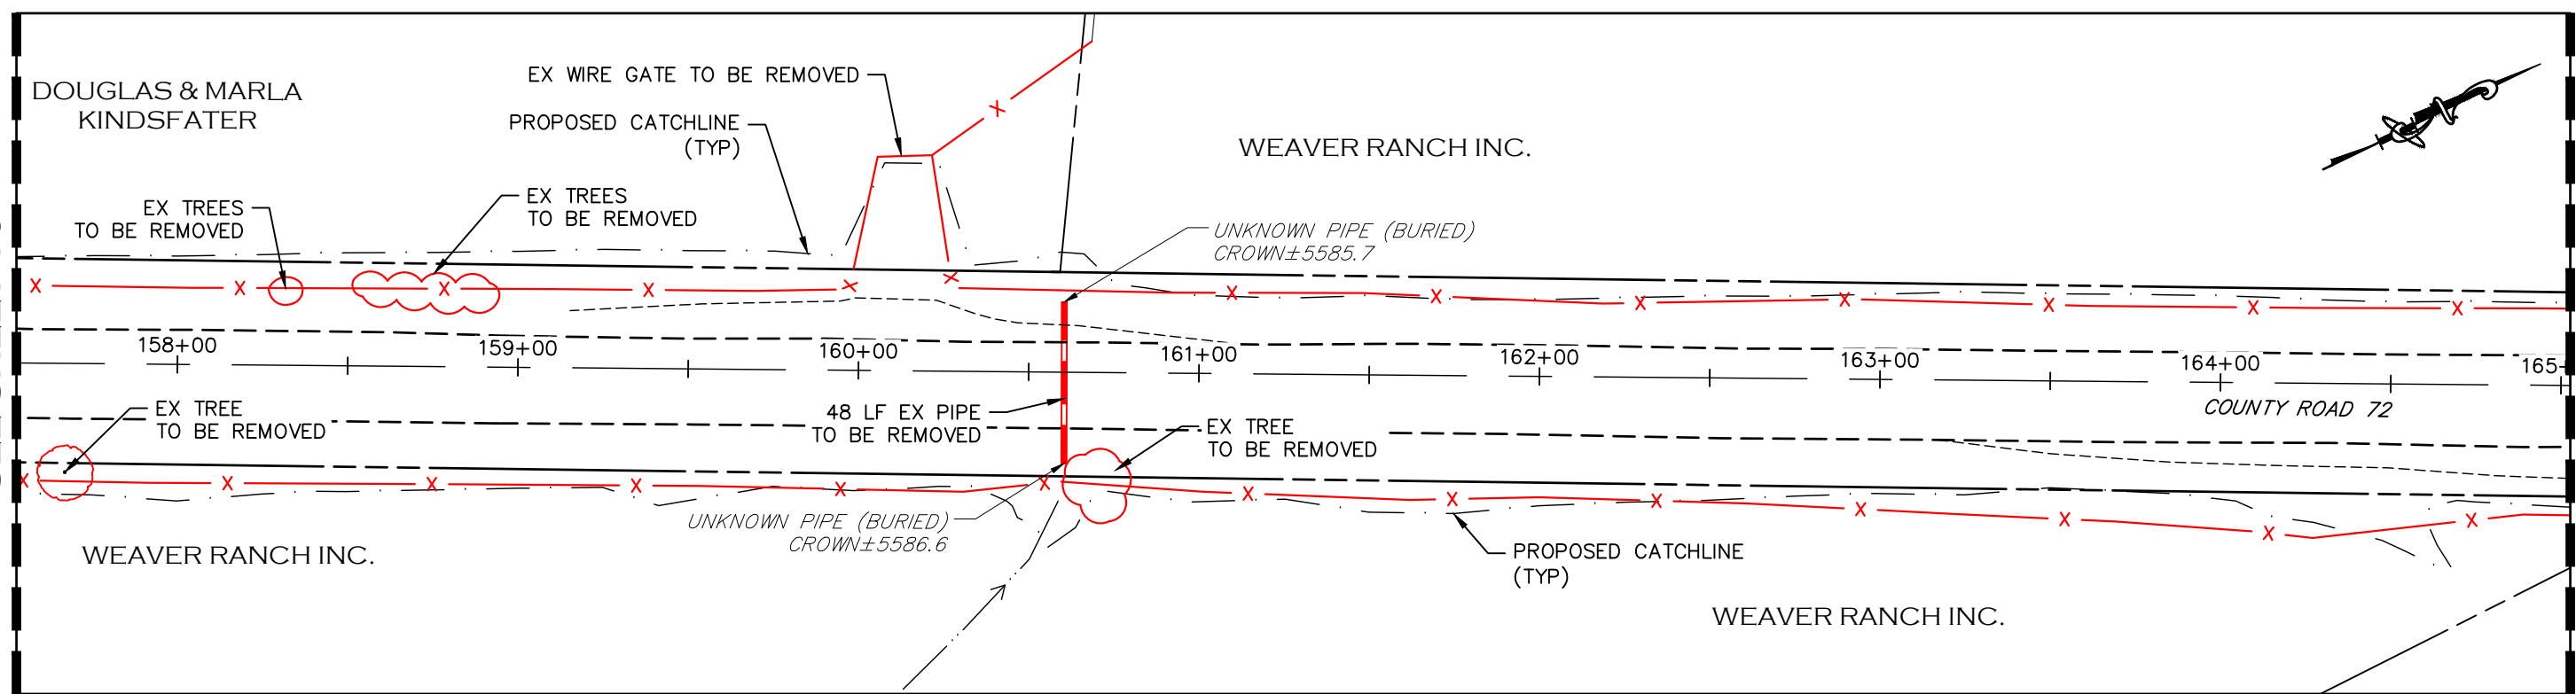 DOUGLAS & MARLA
KINDSFATER
EX WIRE GATE TO BE REMOVED
PROPOSED CATCHLINE
(TYP)
WEAVER RANCH INC.
EX TREES
TO BE REMOVED
EX TREES
TO BE REMOVED
UNKNOWN PIPE (BURIED)
CROWN±5585.7
158+00
159+00
160+00
161+00
162+00
163+00
164+00
165+
COUNTY ROAD 72
EX TREE
TO BE REMOVED
48 LF EX PIPE
TO BE REMOVED
EX TREE
TO BE REMOVED
UNKNOWN PIPE (BURIED)
CROWN±5586.6
WEAVER RANCH INC.
PROPOSED CATCHLINE
(TYP)
WEAVER RANCH INC.